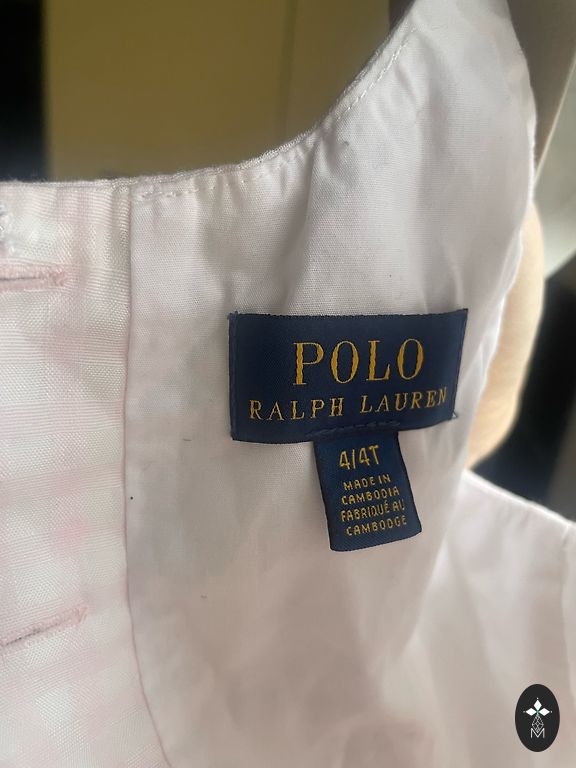 POLO
RALPH LAUREN
4/4T
MADE IN
CAMBODIA
FABRIQUÉ AU
CAMBODGE
M